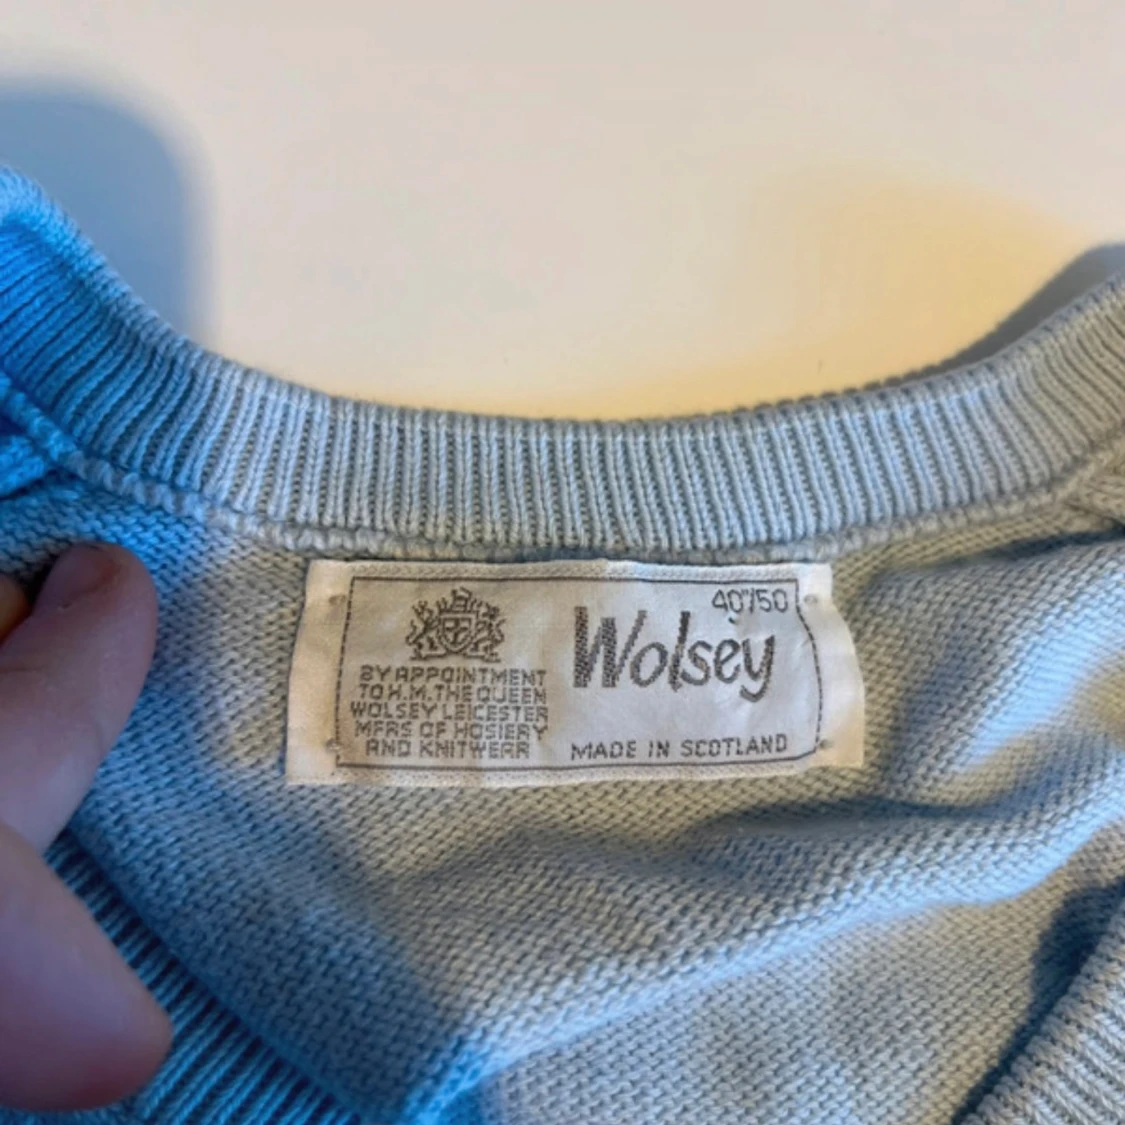 BY APPOINTMENT
TO H.M. THE QUEEN
WOLSEY LEICESTER
MFRS OF HOSIERY
AND KNITWEAR
40"/50
Wolsey
MADE IN SCOTLAND